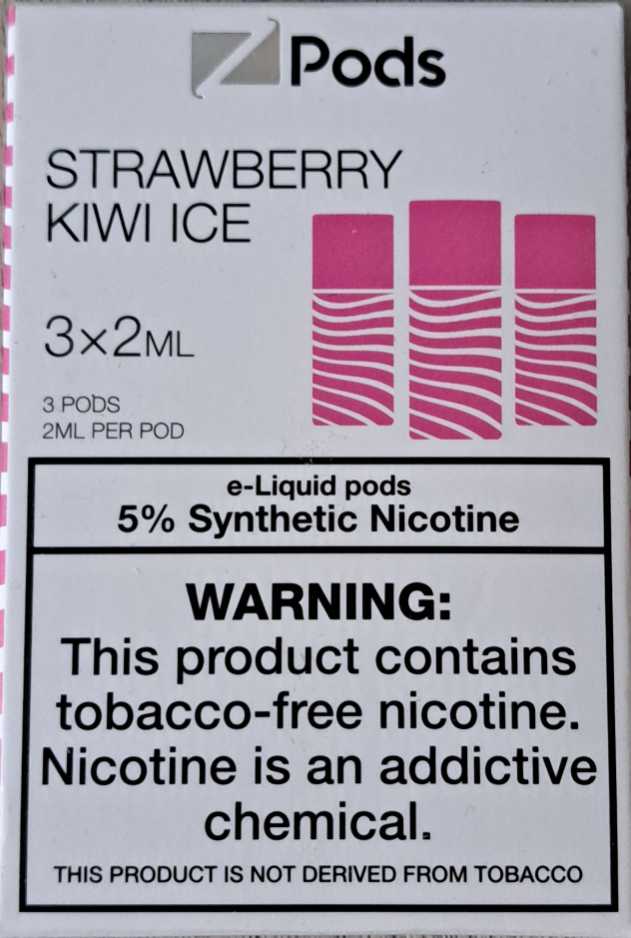 Z Pods
STRAWBERRY
KIWI ICE
3×2ML
3 PODS
2ML PER POD
e-Liquid pods
5% Synthetic Nicotine
WARNING:
This product contains
tobacco-free nicotine.
Nicotine is an addictive
chemical.
THIS PRODUCT IS NOT DERIVED FROM TOBACCO